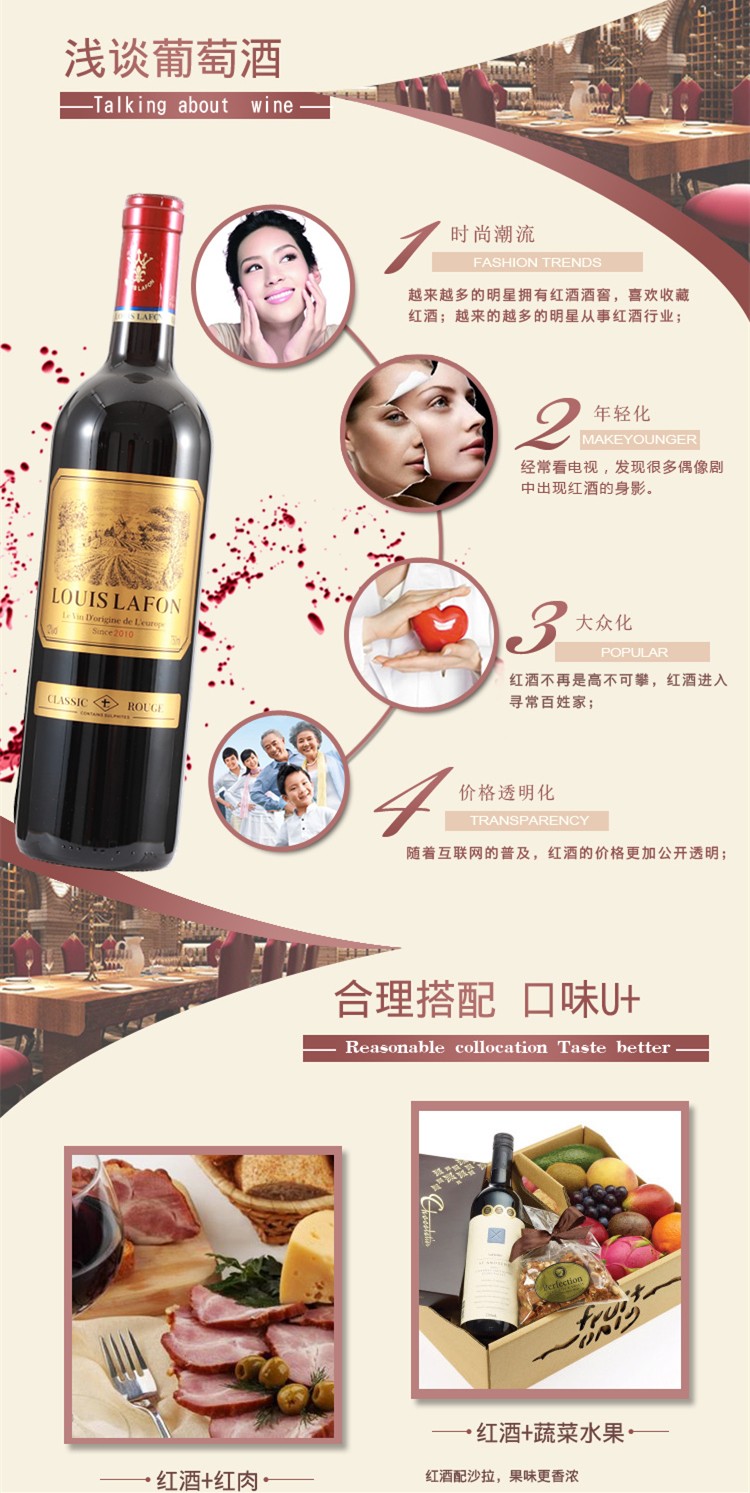 浅谈葡萄酒
Talking about wine
LOUIS LAFON
1
时尚潮流
FASHION TRENDS
越来越多的明星拥有红酒酒窖，喜欢收藏
红酒；越来的越多的明星从事红酒行业；
2
年轻化
MAKEYOUNGER
经常看电视，发现很多偶像剧
中出现红酒的身影。
LOUIS LAFON
Le Vin D'origine de L'europe
Since 2010
CLASSIC ROUGE
CONTAINS SULPHITES
3
大众化
POPULAR
红酒不再是高不可攀，红酒进入
寻常百姓家；
4
价格透明化
TRANSPARENCY
随着互联网的普及，红酒的价格更加公开透明；
合理搭配 口味U+
Reasonable collocation Taste better
Chocolatier
Perfection
fruit
only
红酒+蔬菜水果
红酒配沙拉，果味更香浓
红酒+红肉